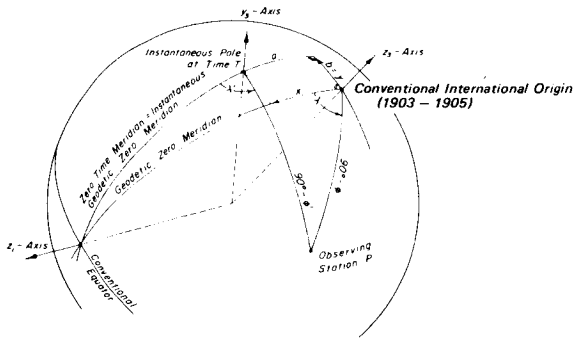 y₃ – Axis
Instantaneous Pole
at Time T
a
b = y
z₃ – Axis
Conventional International Origin
(1903 – 1905)
x
Zero Time Meridian = Instantaneous
Geodetic Zero Meridian
Geodetic Zero Meridian
90° – Φ'
90° – Φ
z₁ – Axis
Conventional
Equator
Observing
Station P